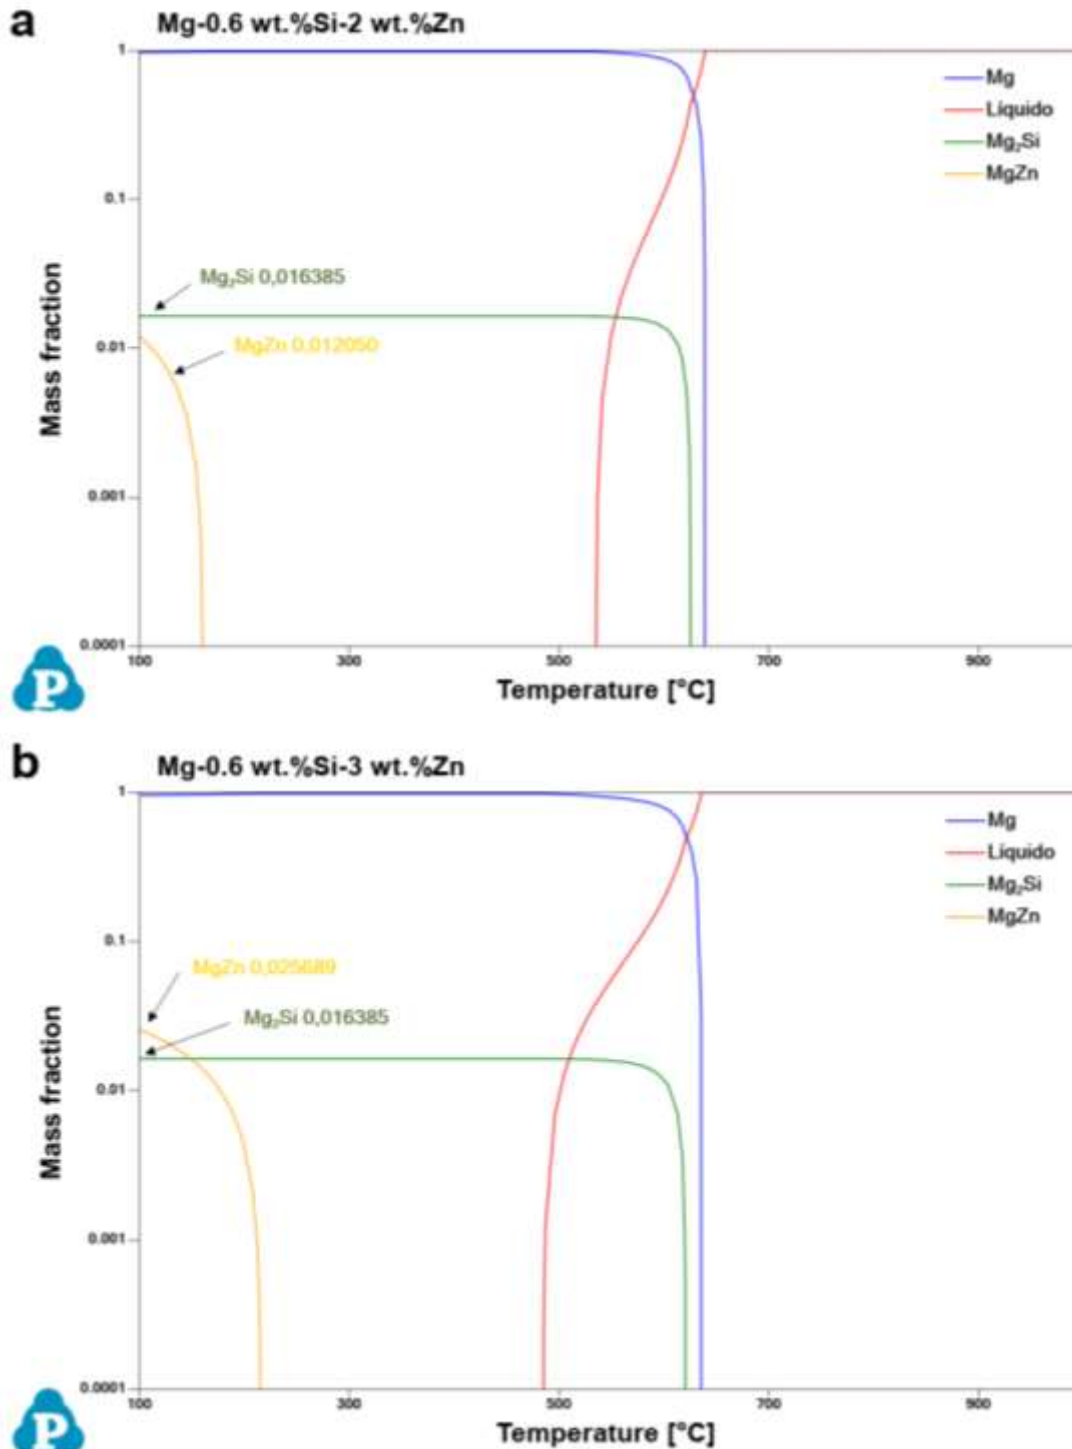 a
Mg-0.6 wt.%Si-2 wt.%Zn
1
0.1
0.01
0.001
0.0001
Mass fraction
Mg
Líquido
Mg₂Si
MgZn
Mg₂Si 0,016385
MgZn 0,012050
100 300 500 700 900
Temperature [°C]
P
b
Mg-0.6 wt.%Si-3 wt.%Zn
1
0.1
0.01
0.001
0.0001
Mass fraction
Mg
Líquido
Mg₂Si
MgZn
MgZn 0,025689
Mg₂Si 0,016385
100 300 500 700 900
Temperature [°C]
P